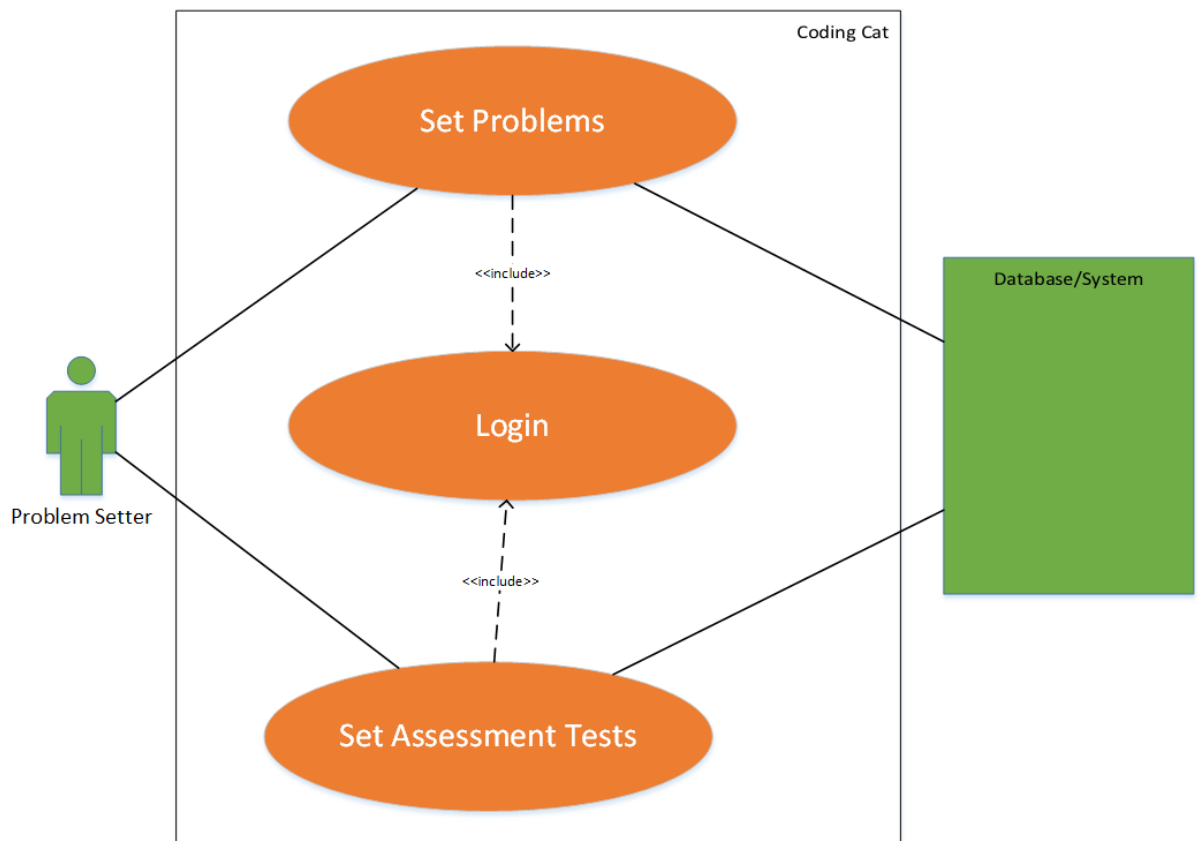 Coding Cat
Set Problems
<<include>>
Database/System
Login
Problem Setter
<<include>>
Set Assessment Tests